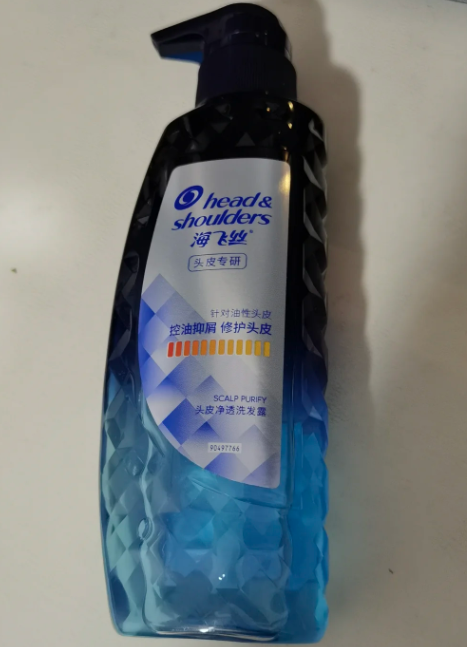 head &
shoulders
海飞丝®
头皮专研
针对油性头皮
控油抑屑 修护头皮
SCALP PURIFY
头皮净透洗发露
90497766